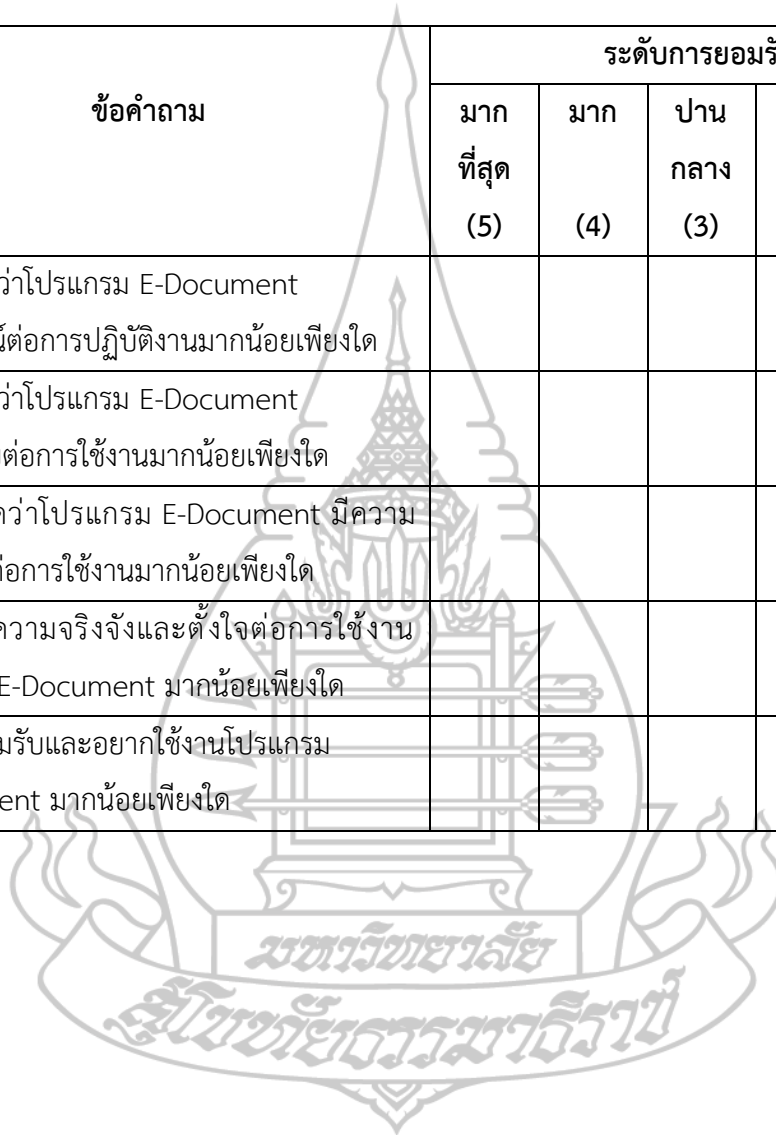 ระดับการยอมรั
ข้อคำถาม
มาก
ที่สุด
(5)
มาก
(4)
ปาน
กลาง
(3)
ว่าโปรแกรม E-Document
ต่อการปฏิบัติงานมากน้อยเพียงใด
ว่าโปรแกรม E-Document
ต่อการใช้งานมากน้อยเพียงใด
ว่าโปรแกรม E-Document มีความ
ต่อการใช้งานมากน้อยเพียงใด
ความจริงจังและตั้งใจต่อการใช้งาน
E-Document มากน้อยเพียงใด
มรับและอยากใช้งานโปรแกรม
ent มากน้อยเพียงใด
มหาวิทยาลัย
สุโขทัยธรรมาธิราช